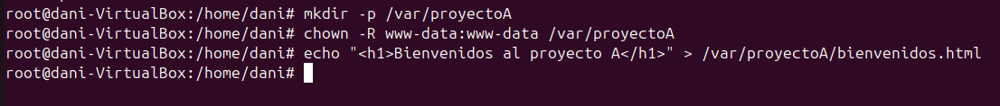 root@dani-VirtualBox:/home/dani# mkdir -p /var/proyectoA
root@dani-VirtualBox:/home/dani# chown -R www-data:www-data /var/proyectoA
root@dani-VirtualBox:/home/dani# echo "<h1>Bienvenidos al proyecto A</h1>" > /var/proyectoA/bienvenidos.html
root@dani-VirtualBox:/home/dani#